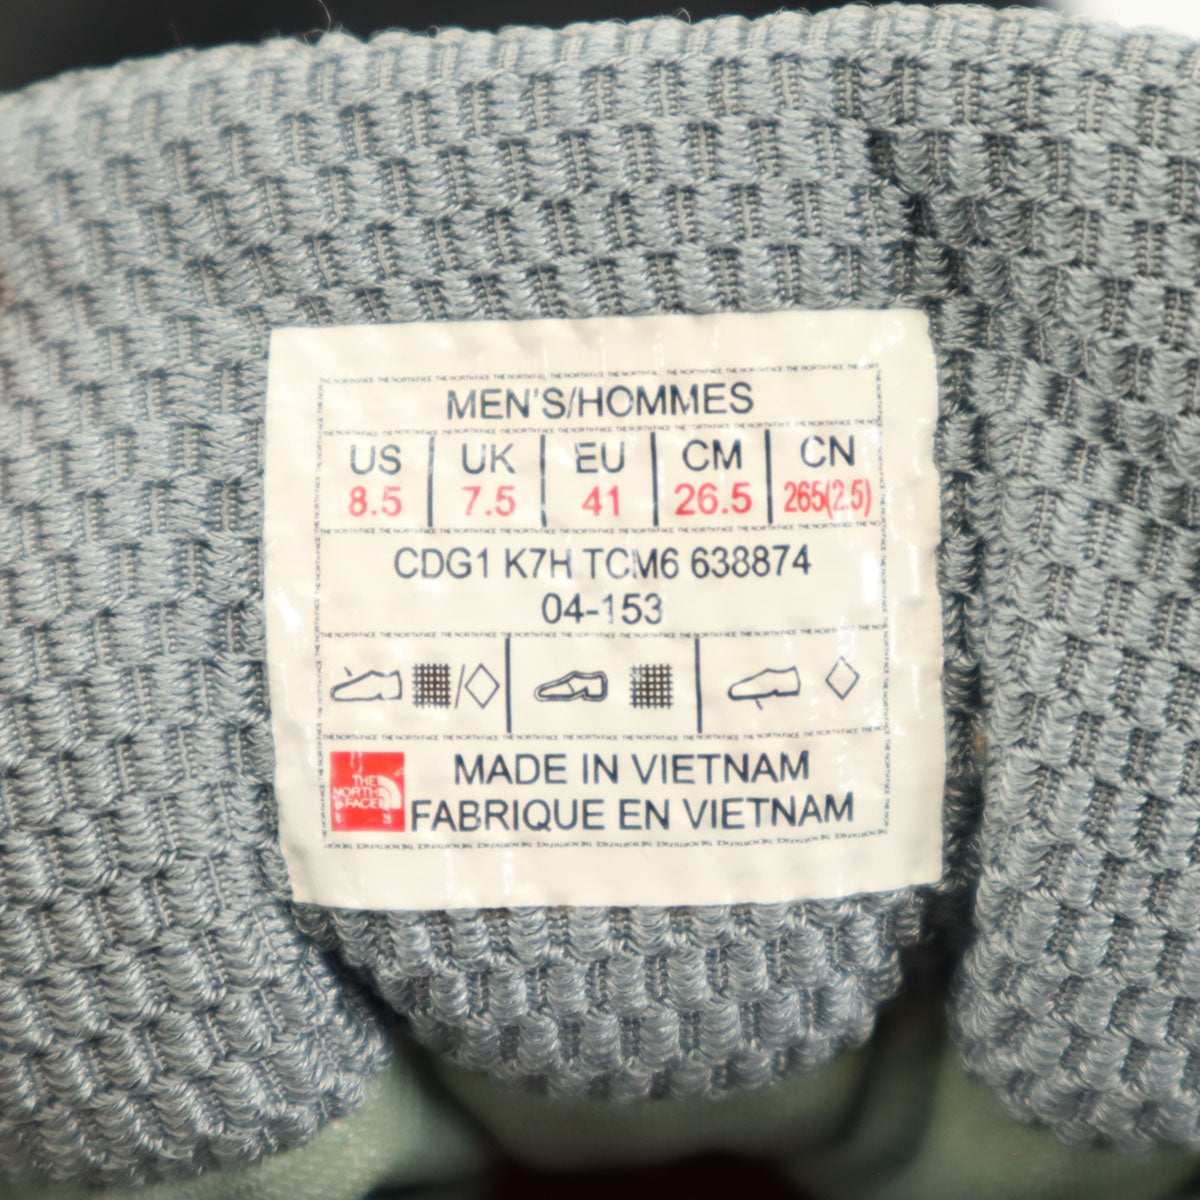 MEN'S/HOMMES
US UK EU CM CN
8.5 7.5 41 26.5 265(2.5)
CDG1 K7H TCM6 638874
04-153
THE
NORTH
FACE
MADE IN VIETNAM
FABRIQUE EN VIETNAM